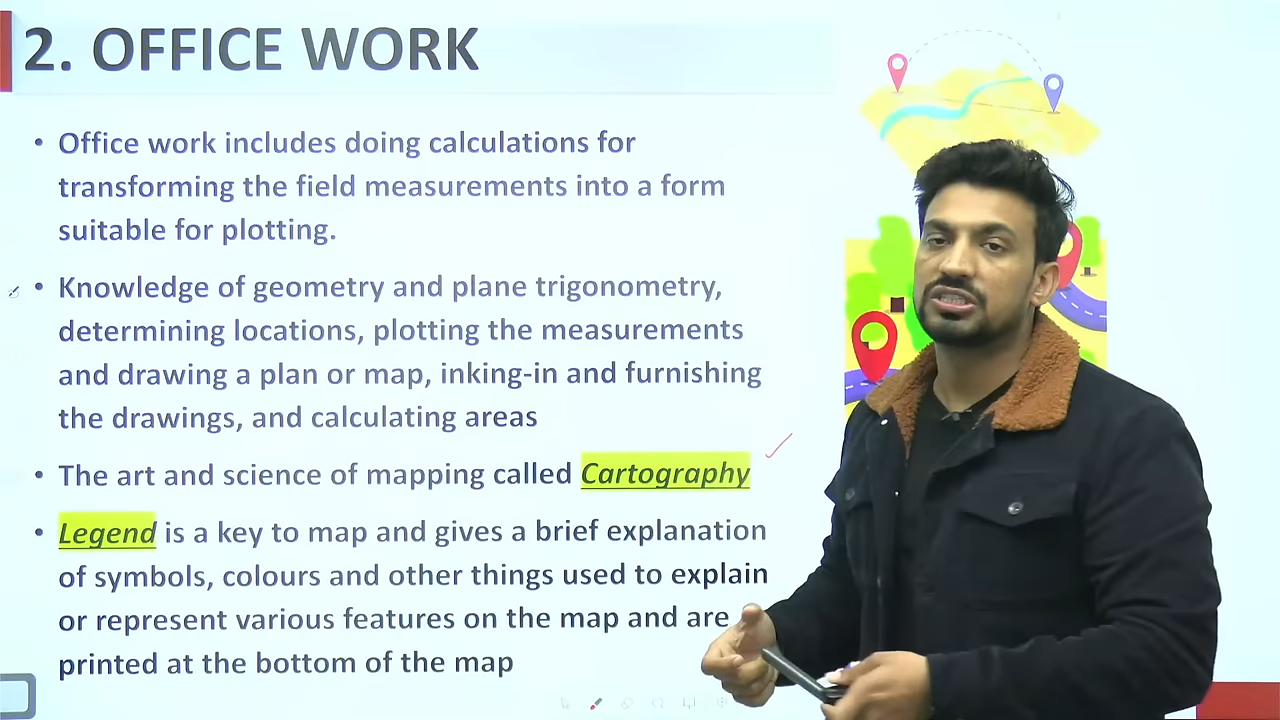 2. OFFICE WORK
• Office work includes doing calculations for
transforming the field measurements into a form
suitable for plotting.
• Knowledge of geometry and plane trigonometry,
determining locations, plotting the measurements
and drawing a plan or map, inking-in and furnishing
the drawings, and calculating areas
• The art and science of mapping called Cartography
• Legend is a key to map and gives a brief explanation
of symbols, colours and other things used to explain
or represent various features on the map and are
printed at the bottom of the map